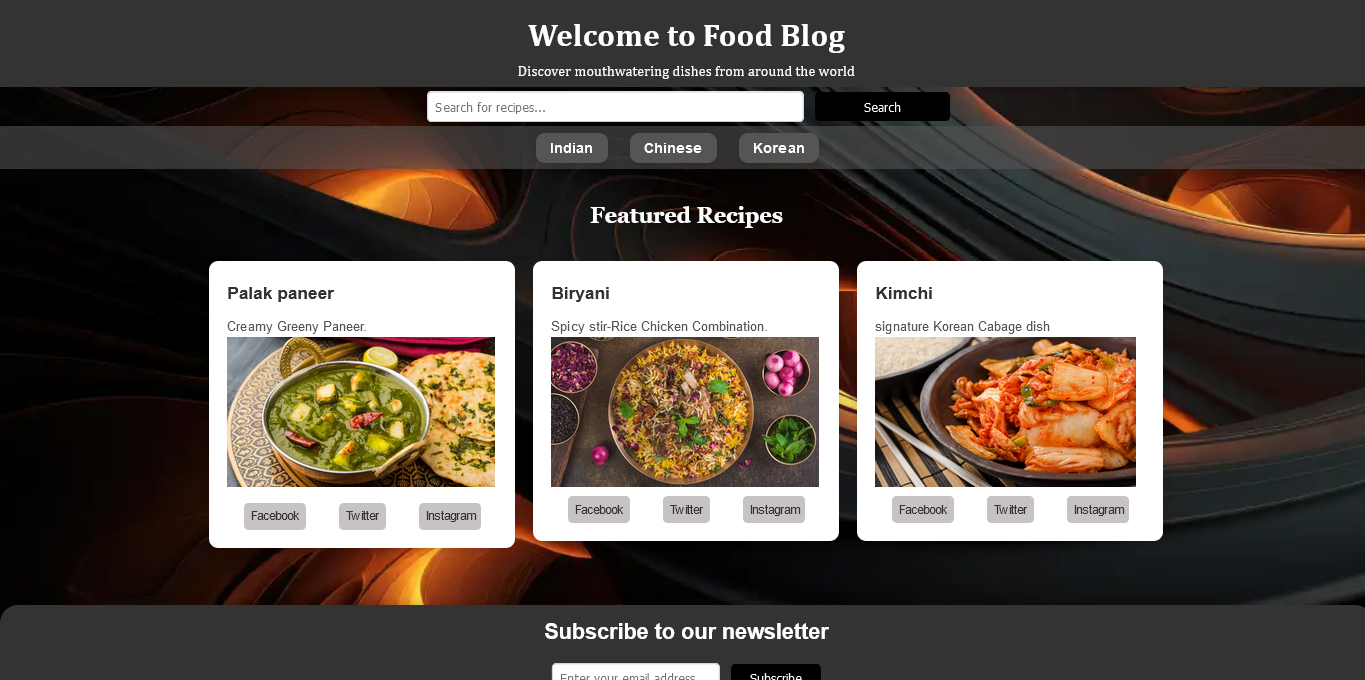 Welcome to Food Blog
Discover mouthwatering dishes from around the world
Search for recipes...
Search
Indian
Chinese
Korean
Featured Recipes
Palak paneer
Creamy Greeny Paneer.
Facebook
Twitter
Instagram
Biryani
Spicy stir-Rice Chicken Combination.
Facebook
Twitter
Instagram
Kimchi
signature Korean Cabage dish
Facebook
Twitter
Instagram
Subscribe to our newsletter
Enter your email address
Subscribe